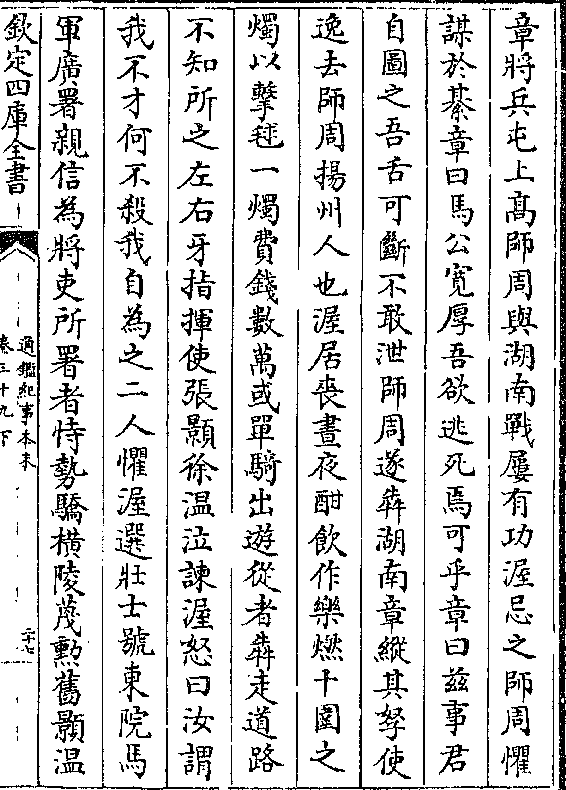 章將兵屯上髙師周與湖南戰屢有功渥忌之師周懼
謀於綦章曰馬公寛厚吾欲逃死焉可乎章曰兹事君
自圖之吾舌可斷不敢泄師周遂奔湖南章縱其孥使
逸去師周揚州人也渥居喪晝夜酣飲作樂燃十圍之
燭以擊毬一燭費錢數萬或單騎出遊從者奔走道路
不知所之左右牙指揮使張顥徐温泣諫渥怒曰汝謂
我不才何不殺我自為之二人懼渥選壯士號東院馬
軍廣署親信為將吏所署者恃勢驕橫陵蔑勲舊顥温
欽定四庫全書
通鑑紀事本末
卷三十九下
二十七